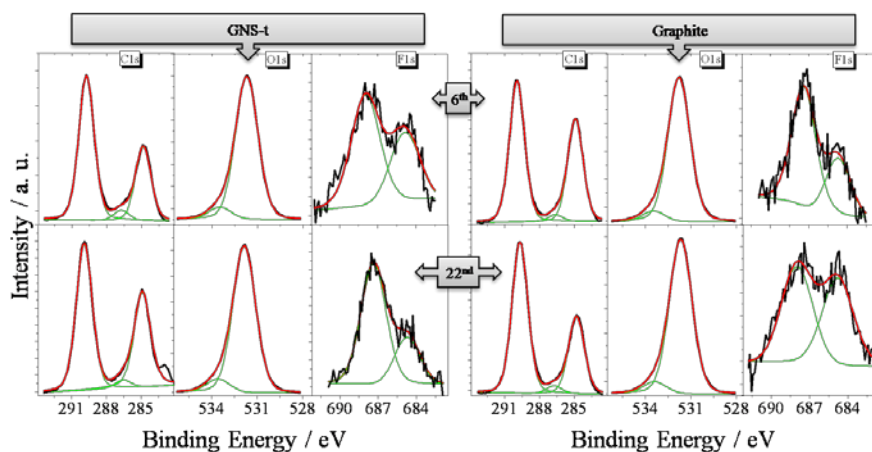 GNS-t
Graphite
C1s
O1s
F1s
C1s
O1s
F1s
6th
22nd
Intensity / a. u.
291 288 285
534 531 528
690 687 684
291 288 285
534 531 528
690 687 684
Binding Energy / eV
Binding Energy / eV